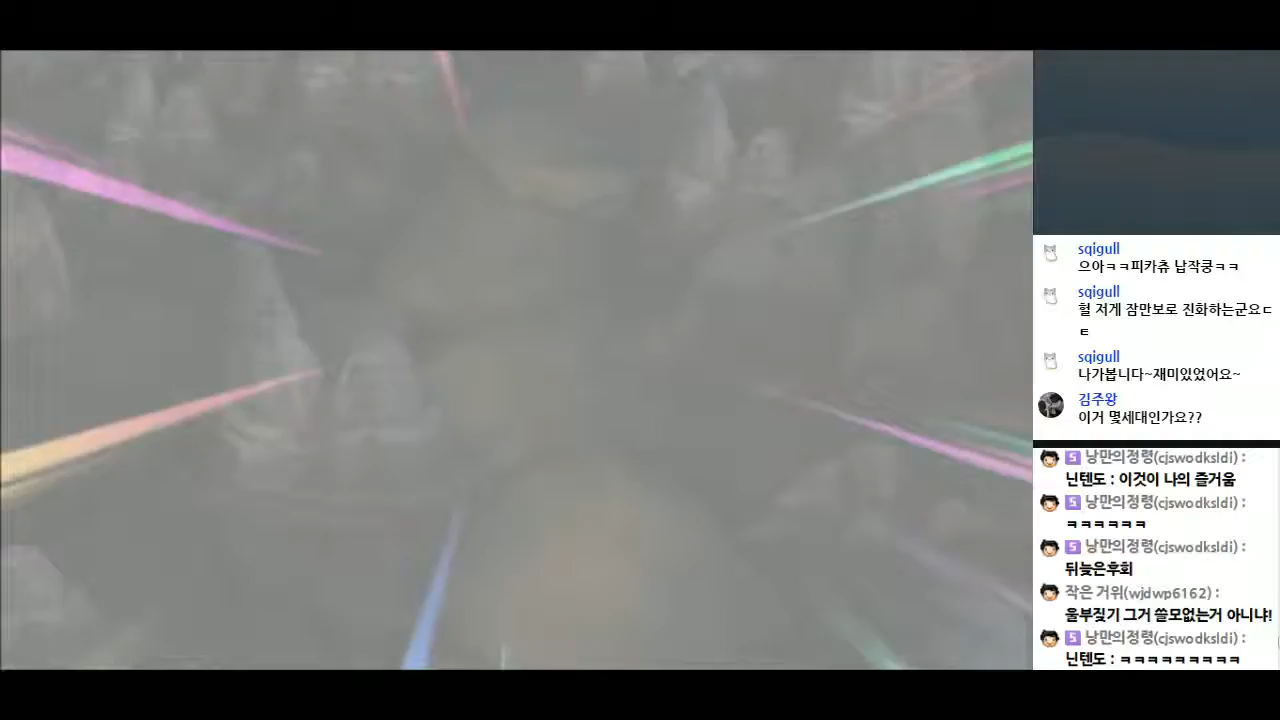 sqigull
으아ㅋㅋ피카츄 납작쿵ㅋㅋ
sqigull
헐 저게 잠만보로 진화하는군요ㄷ
ㅌ
sqigull
나가봅니다~재미있었어요~
김주왕
이거 몇세대인가요??
S 낭만의정령(cjswodksldi) :
닌텐도 : 이것이 나의 즐거움
S 낭만의정령(cjswodksldi) :
ㅋㅋㅋㅋㅋㅋ
S 낭만의정령(cjswodksldi) :
뒤늦은후회
작은 거위(wjdwp6162) :
울부짖기 그거 쓸모없는거 아니냐!
S 낭만의정령(cjswodksldi) :
닌텐도 : ㅋㅋㅋㅋㅋㅋㅋㅋㅋ